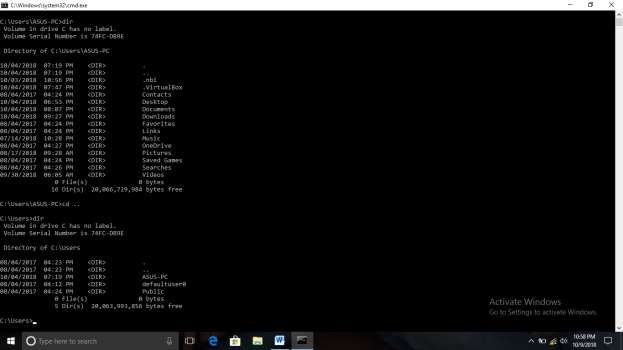 C:\Windows\system32\cmd.exe
C:\Users\ASUS-PC>dir
Volume in drive C has no label.
Volume Serial Number is 74FC-DB9E
Directory of C:\Users\ASUS-PC
10/04/2018 07:19 PM <DIR> .
10/04/2018 07:19 PM <DIR> ..
10/03/2018 10:56 PM <DIR> .nbi
10/04/2018 07:47 PM <DIR> .VirtualBox
08/04/2017 04:24 PM <DIR> Contacts
10/04/2018 06:53 PM <DIR> Desktop
10/04/2018 08:07 PM <DIR> Documents
10/04/2018 09:27 PM <DIR> Downloads
08/04/2017 04:24 PM <DIR> Favorites
08/04/2017 04:24 PM <DIR> Links
07/14/2018 10:28 PM <DIR> Music
08/04/2017 04:27 PM <DIR> OneDrive
08/17/2017 09:28 AM <DIR> Pictures
08/04/2017 04:24 PM <DIR> Saved Games
08/04/2017 04:26 PM <DIR> Searches
09/30/2018 06:05 AM <DIR> Videos
0 File(s) 0 bytes
16 Dir(s) 20,066,729,984 bytes free
C:\Users\ASUS-PC>cd ..
C:\Users>dir
Volume in drive C has no label.
Volume Serial Number is 74FC-DB9E
Directory of C:\Users
08/04/2017 04:23 PM <DIR> .
08/04/2017 04:23 PM <DIR> ..
10/04/2018 07:19 PM <DIR> ASUS-PC
08/04/2017 04:12 PM <DIR> defaultuser0
08/04/2017 04:24 PM <DIR> Public
0 File(s) 0 bytes
5 Dir(s) 20,063,993,856 bytes free
C:\Users>_
Activate Windows
Go to Settings to activate Windows.
Type here to search
10:58 PM
10/9/2018